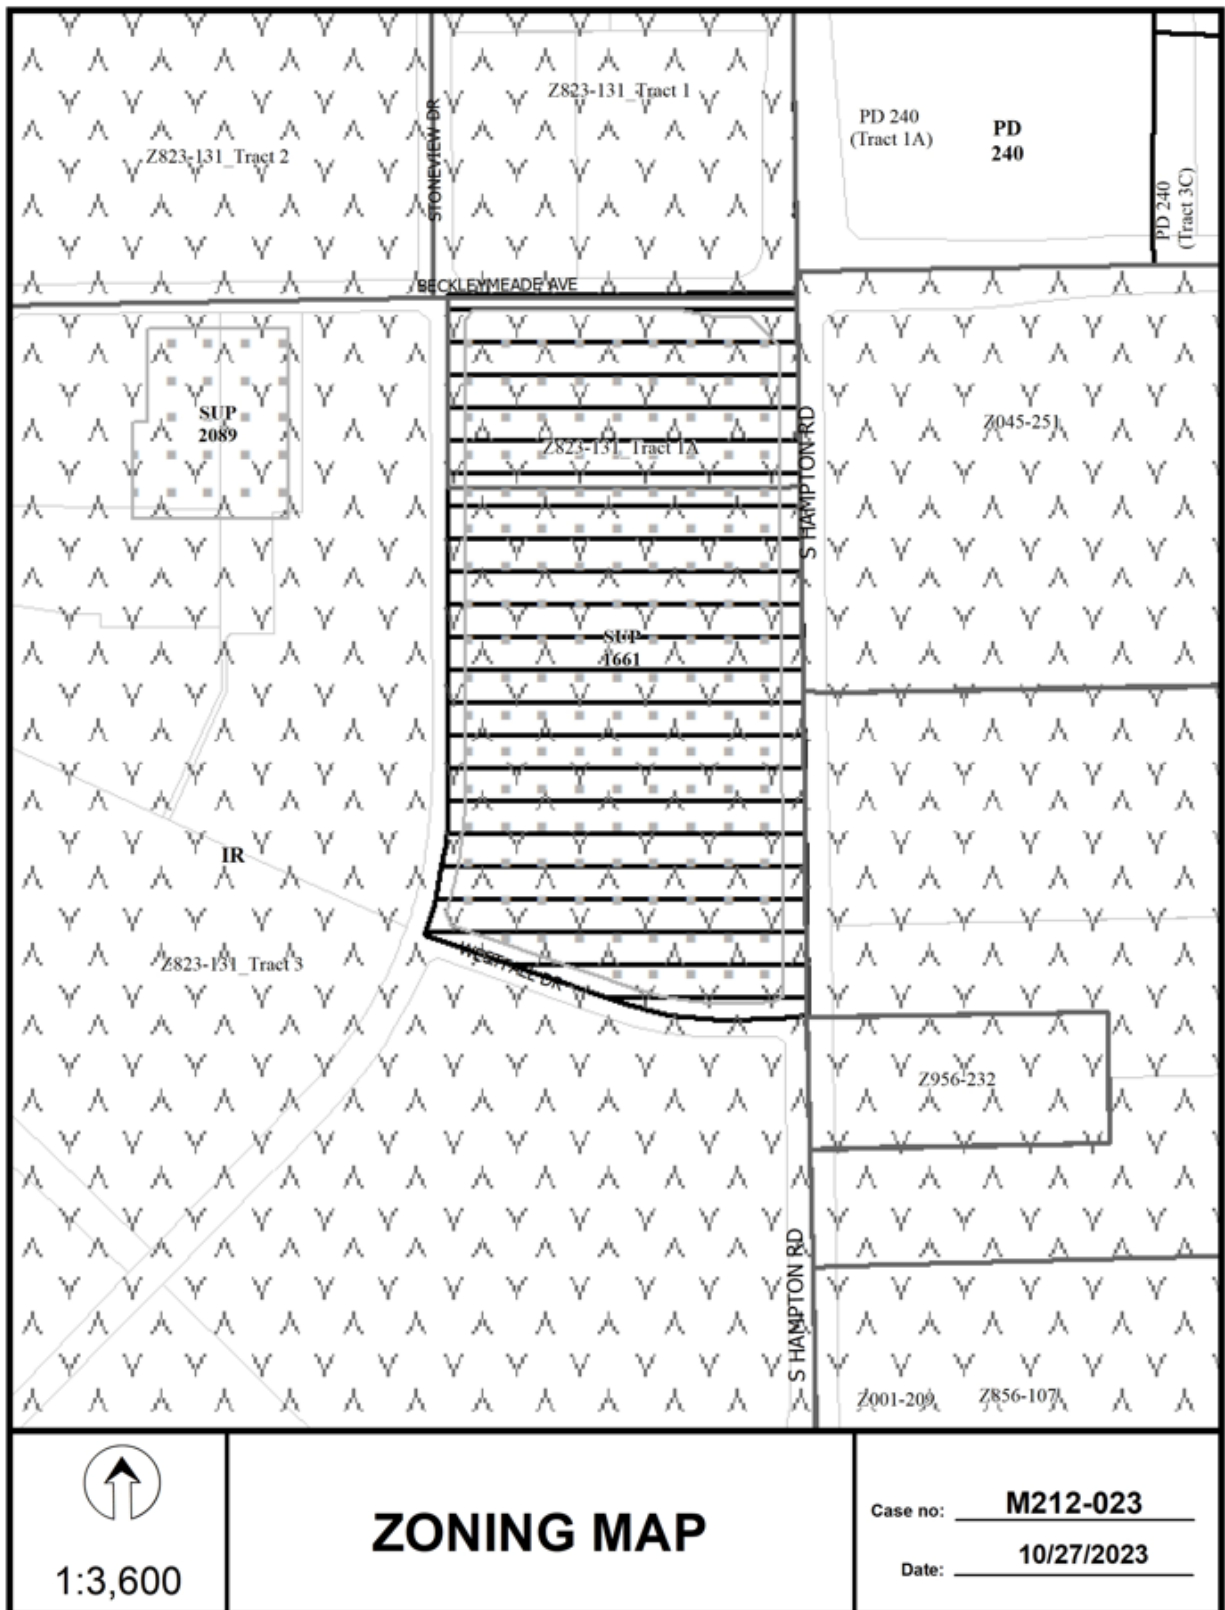 Z823-131_Tract 1
PD 240
(Tract 1A)
PD
240
Z823-131_Tract 2
STONEVIEW DR
PD 240
(Tract 3C)
BECKLEYMEADE AVE
SUP
2089
Z823-131_Tract 1A
S HAMPTON RD
Z045-251
SUP
1661
IR
Z823-131_Tract 3
Z956-232
S HAMPTON RD
Z001-209
Z856-107
1:3,600
ZONING MAP
Case no: M212-023
Date: 10/27/2023